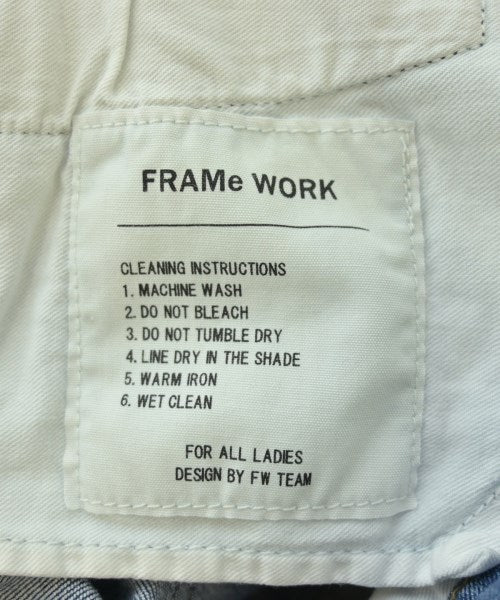 FRAMe WORK
CLEANING INSTRUCTIONS
1. MACHINE WASH
2. DO NOT BLEACH
3. DO NOT TUMBLE DRY
4. LINE DRY IN THE SHADE
5. WARM IRON
6. WET CLEAN
FOR ALL LADIES
DESIGN BY FW TEAM